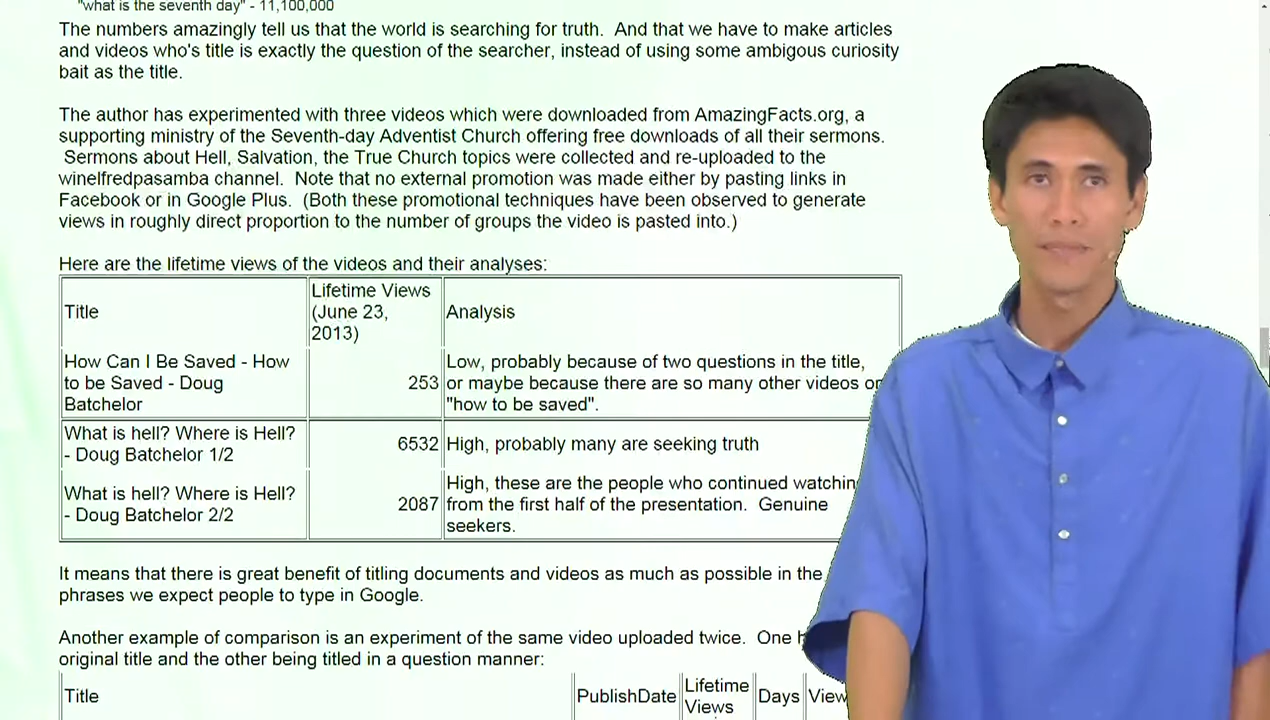 "what is the seventh day" - 11,100,000
The numbers amazingly tell us that the world is searching for truth.  And that we have to make articles
and videos who's title is exactly the question of the searcher, instead of using some ambigous curiosity
bait as the title.
The author has experimented with three videos which were downloaded from AmazingFacts.org, a
supporting ministry of the Seventh-day Adventist Church offering free downloads of all their sermons.
Sermons about Hell, Salvation, the True Church topics were collected and re-uploaded to the
winelfredpasamba channel.  Note that no external promotion was made either by pasting links in
Facebook or in Google Plus.  (Both these promotional techniques have been observed to generate
views in roughly direct proportion to the number of groups the video is pasted into.)
Here are the lifetime views of the videos and their analyses:
Title
Lifetime Views
(June 23,
2013)
Analysis
How Can I Be Saved - How
to be Saved - Doug
Batchelor
253
Low, probably because of two questions in the title,
or maybe because there are so many other videos or
"how to be saved".
What is hell? Where is Hell?
- Doug Batchelor 1/2
6532
High, probably many are seeking truth
What is hell? Where is Hell?
- Doug Batchelor 2/2
2087
High, these are the people who continued watchin
from the first half of the presentation.  Genuine
seekers.
It means that there is great benefit of titling documents and videos as much as possible in the
phrases we expect people to type in Google.
Another example of comparison is an experiment of the same video uploaded twice.  One
original title and the other being titled in a question manner:
Title
PublishDate
Lifetime
Views
Days
View